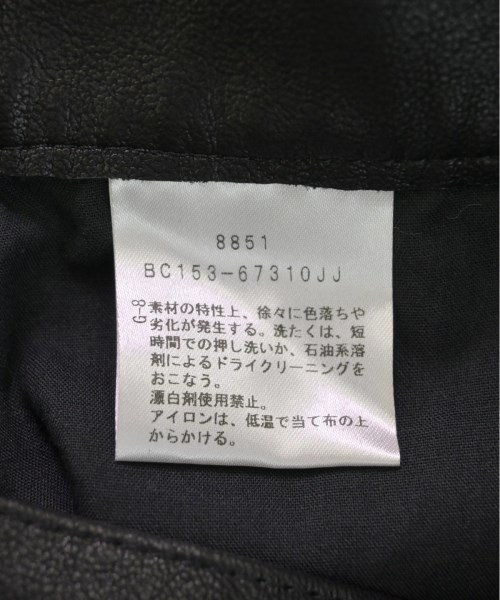 8851
BC153-67310JJ
G-8
素材の特性上、徐々に色落ちや
劣化が発生する。洗たくは、短
時間での押し洗いか、石油系溶
剤によるドライクリーニングを
おこなう。
漂白剤使用禁止。
アイロンは、低温で当て布の上
からかける。